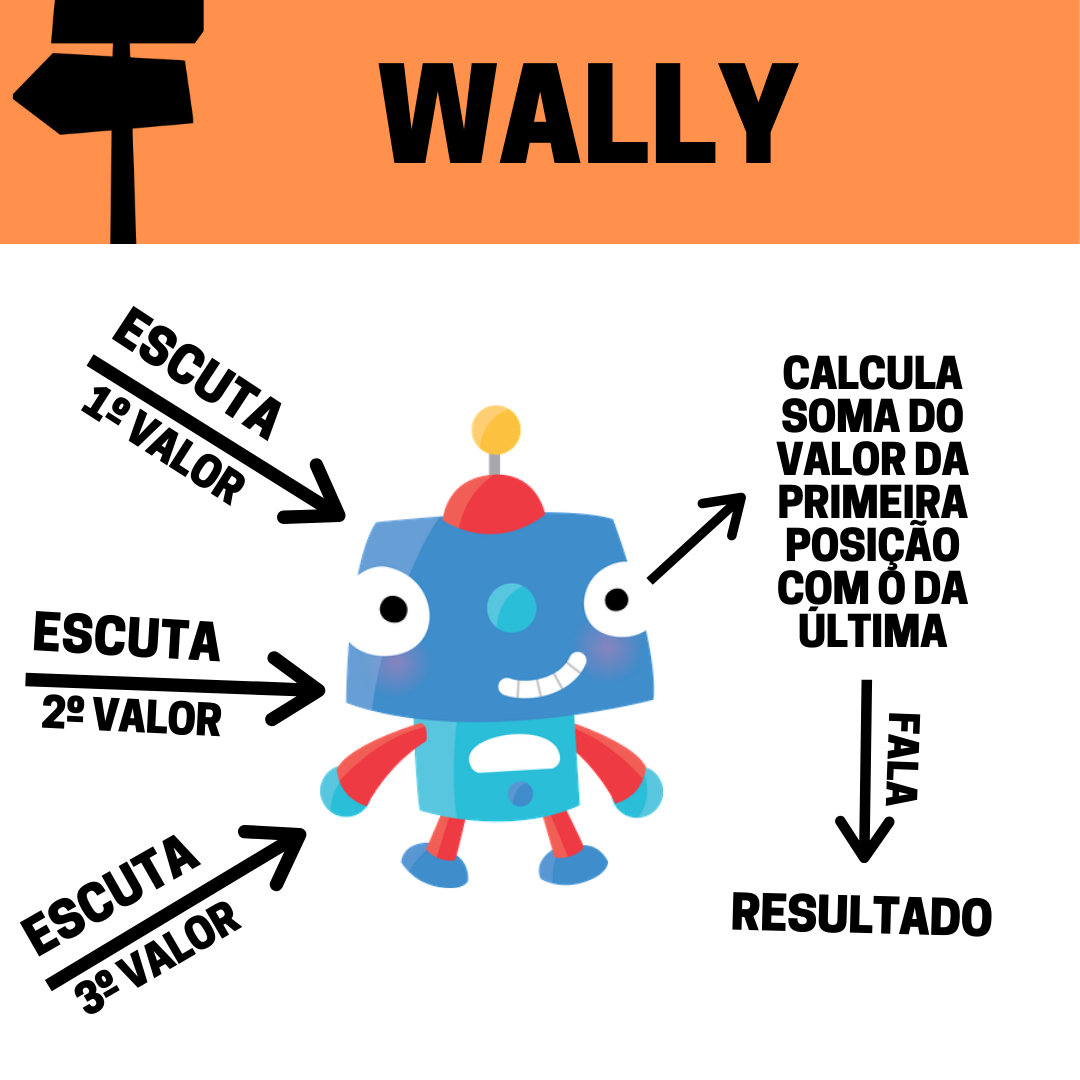 WALLY
ESCUTA
1º VALOR
ESCUTA
2º VALOR
ESCUTA
3º VALOR
CALCULA
SOMA DO
VALOR DA
PRIMEIRA
POSIÇÃO
COM O DA
ÚLTIMA
FALA
RESULTADO